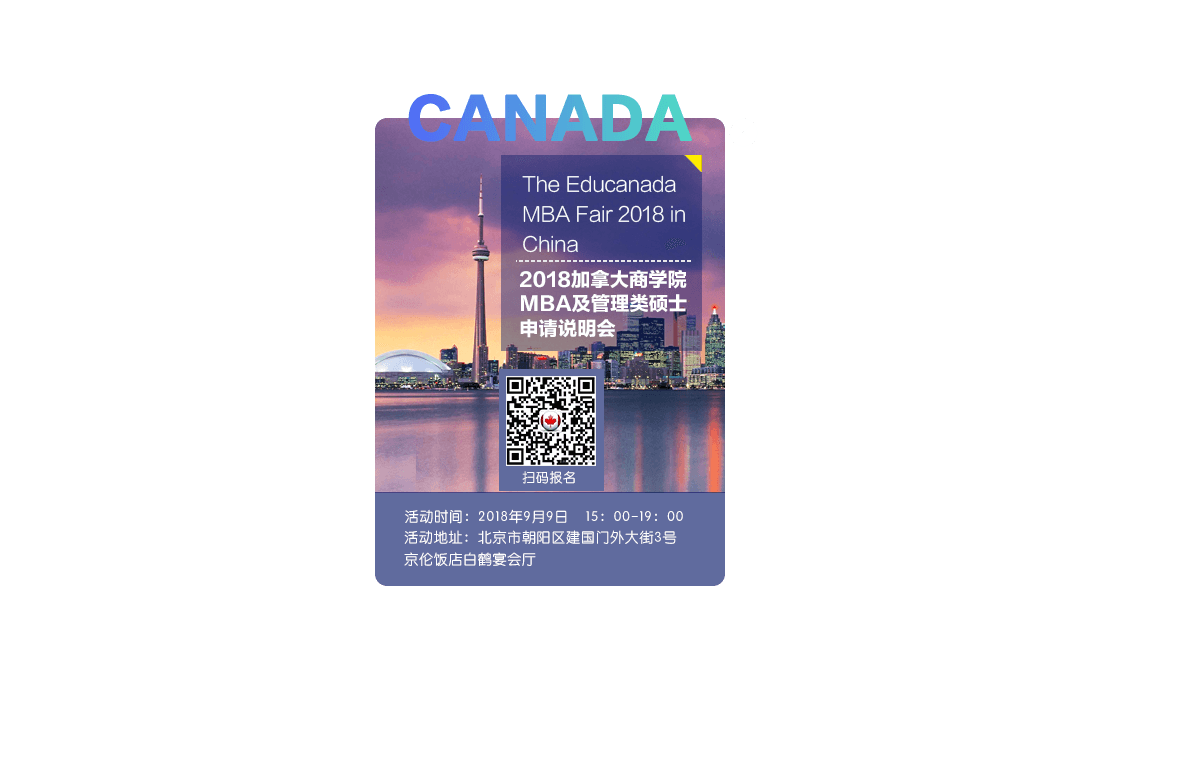 CANADA
The Educanada
MBA Fair 2018 in
China
2018加拿大商学院
MBA及管理类硕士
申请说明会
扫码报名
活动时间：2018年9月9日 15：00-19：00
活动地址：北京市朝阳区建国门外大街3号
京伦饭店白鹤宴会厅